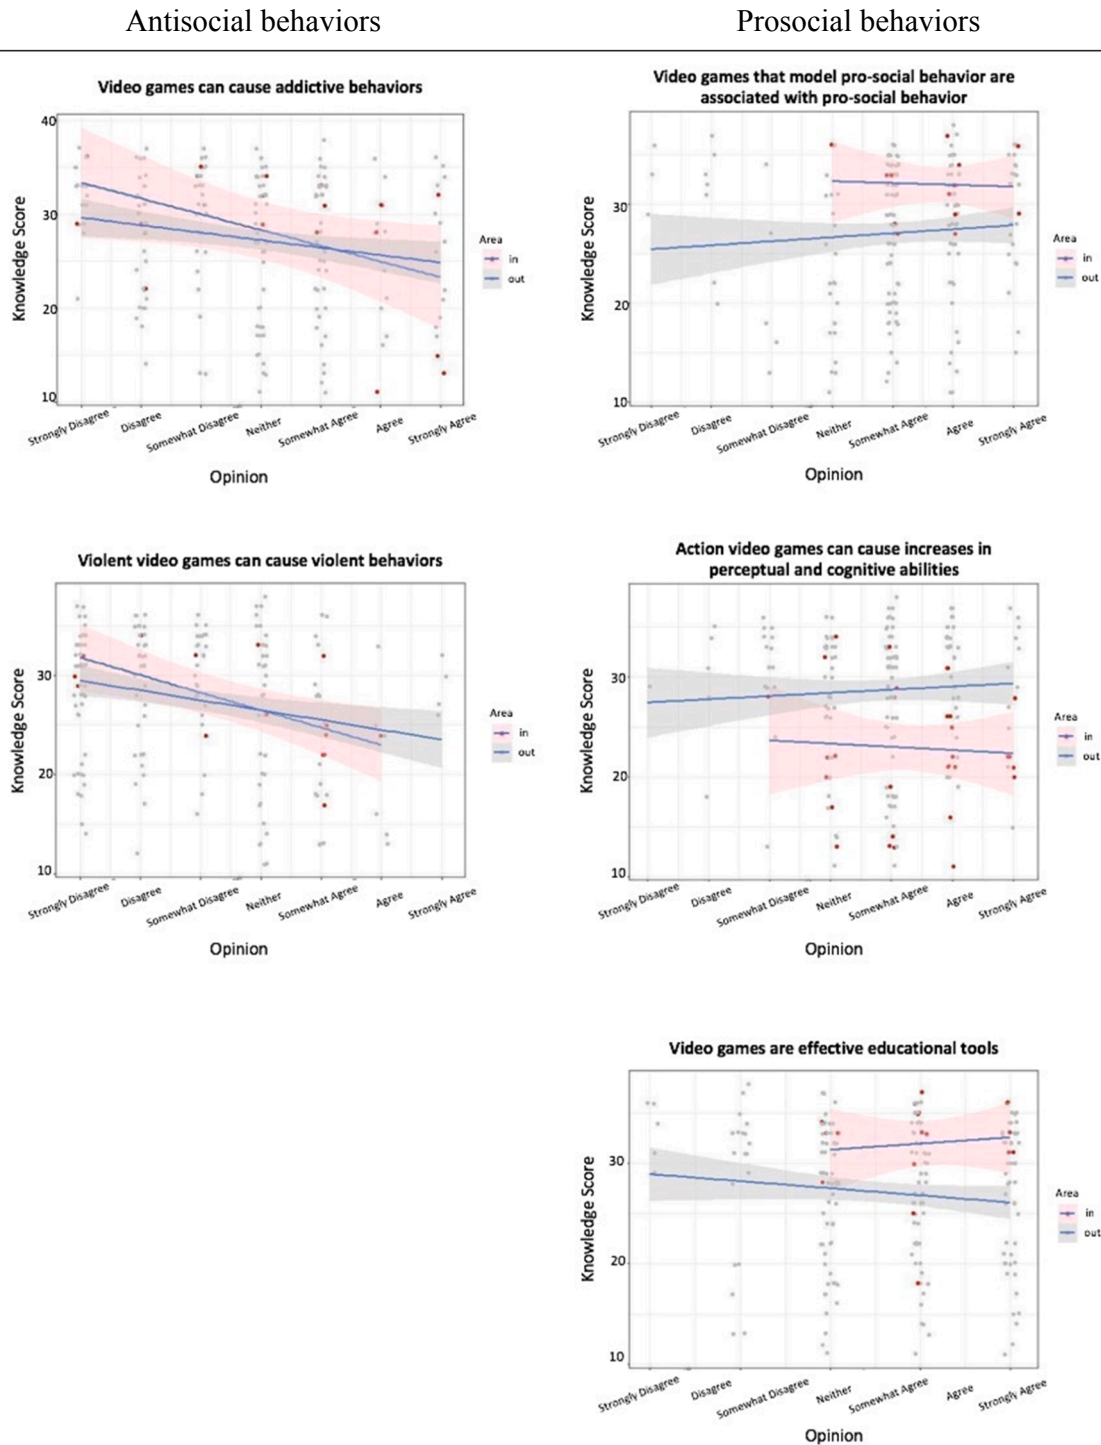 Antisocial behaviors
Prosocial behaviors
Video games can cause addictive behaviors
40
30
20
10
Knowledge Score
Strongly Disagree
Disagree
Somewhat Disagree
Neither
Somewhat Agree
Agree
Strongly Agree
Opinion
Area
in
out
Video games that model pro-social behavior are
associated with pro-social behavior
30
20
10
Knowledge Score
Strongly Disagree
Disagree
Somewhat Disagree
Neither
Somewhat Agree
Agree
Strongly Agree
Opinion
Area
in
out
Violent video games can cause violent behaviors
30
20
10
Knowledge Score
Strongly Disagree
Disagree
Somewhat Disagree
Neither
Somewhat Agree
Agree
Strongly Agree
Opinion
Area
in
out
Action video games can cause increases in
perceptual and cognitive abilities
30
20
10
Knowledge Score
Strongly Disagree
Disagree
Somewhat Disagree
Neither
Somewhat Agree
Agree
Strongly Agree
Opinion
Area
in
out
Video games are effective educational tools
30
20
10
Knowledge Score
Strongly Disagree
Disagree
Somewhat Disagree
Neither
Somewhat Agree
Agree
Strongly Agree
Opinion
Area
in
out